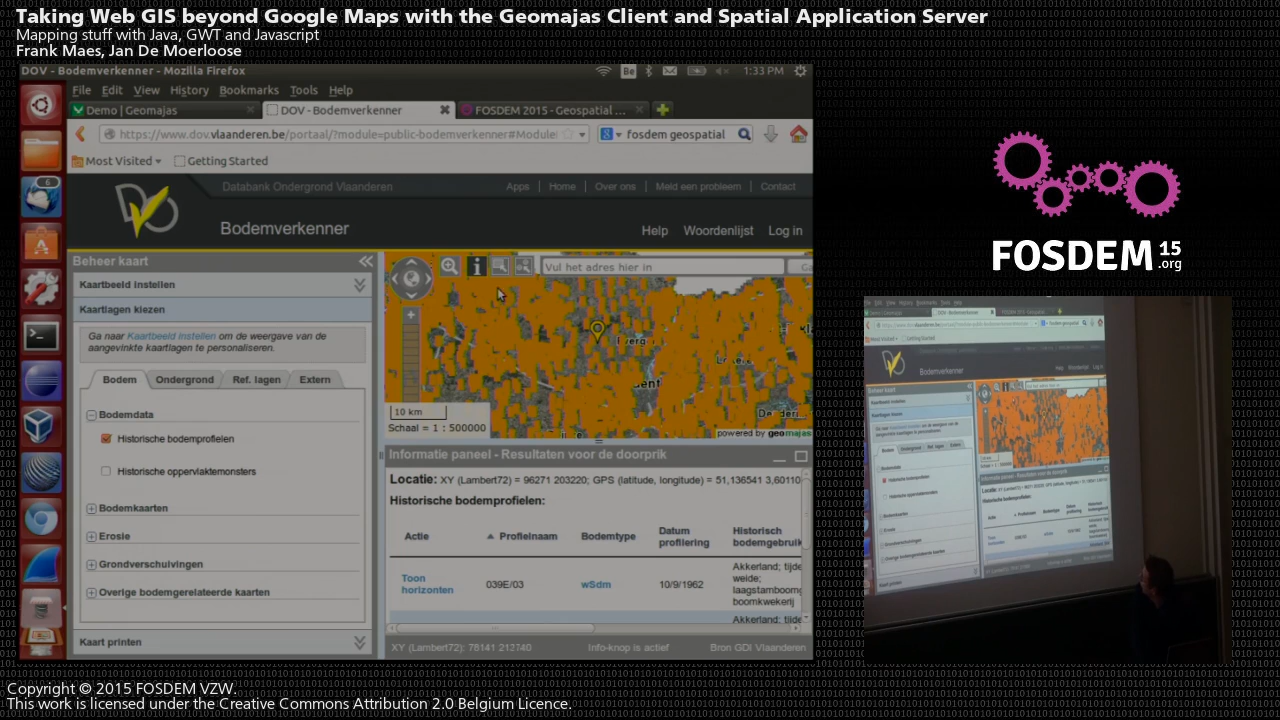 Taking Web GIS beyond Google Maps with the Geomajas Client and Spatial Application Server
Mapping stuff with Java, GWT and Javascript
Frank Maes, Jan De Moerloose
DOV - Bodemverkenner - Mozilla Firefox
Be
1:33 PM
File Edit View History Bookmarks Tools Help
Demo | Geomajas
DOV - Bodemverkenner
FOSDEM 2015 - Geospatial ...
https://www.dov.vlaanderen.be/portaal/?module=public-bodemverkenner#Module
fosdem geospatial
Most Visited
Getting Started
6
Databank Ondergrond Vlaanderen
Apps | Home | Over ons | Meld een probleem | Contact
Bodemverkenner
Help Woordenlijst Log in
Beheer kaart
Kaartbeeld instellen
Kaartlagen kiezen
Ga naar Kaartbeeld instellen om de weergave van de
aangevinkte kaartlagen te personaliseren.
Bodem Ondergrond Ref. lagen Extern
Bodemdata
Historische bodemprofielen
Historische oppervlaktemonsters
Bodemkaarten
Erosie
Grondverschuivingen
Overige bodemgerelateerde kaarten
Kaart printen
Vul het adres hier in
10 km
Schaal = 1 : 500000
powered by geomajas
Informatie paneel - Resultaten voor de doorprik
Locatie: XY (Lambert72) = 96271 203220; GPS (latitude, longitude) = 51,136541 3,60110
Historische bodemprofielen:
Actie Profielnaam Bodemtype Datum profilering Historisch bodemgebruik
Toon horizonten 039E/03 wSdm 10/9/1962 Akkerland; tijde
weide;
laagstamboomg
boomkwekerij
Akkerland; tijde
XY (Lambert72): 78141 212740
Info-knop is actief
Bron GDI Vlaanderen
FOSDEM 15
.org
Copyright © 2015 FOSDEM VZW.
This work is licensed under the Creative Commons Attribution 2.0 Belgium Licence.